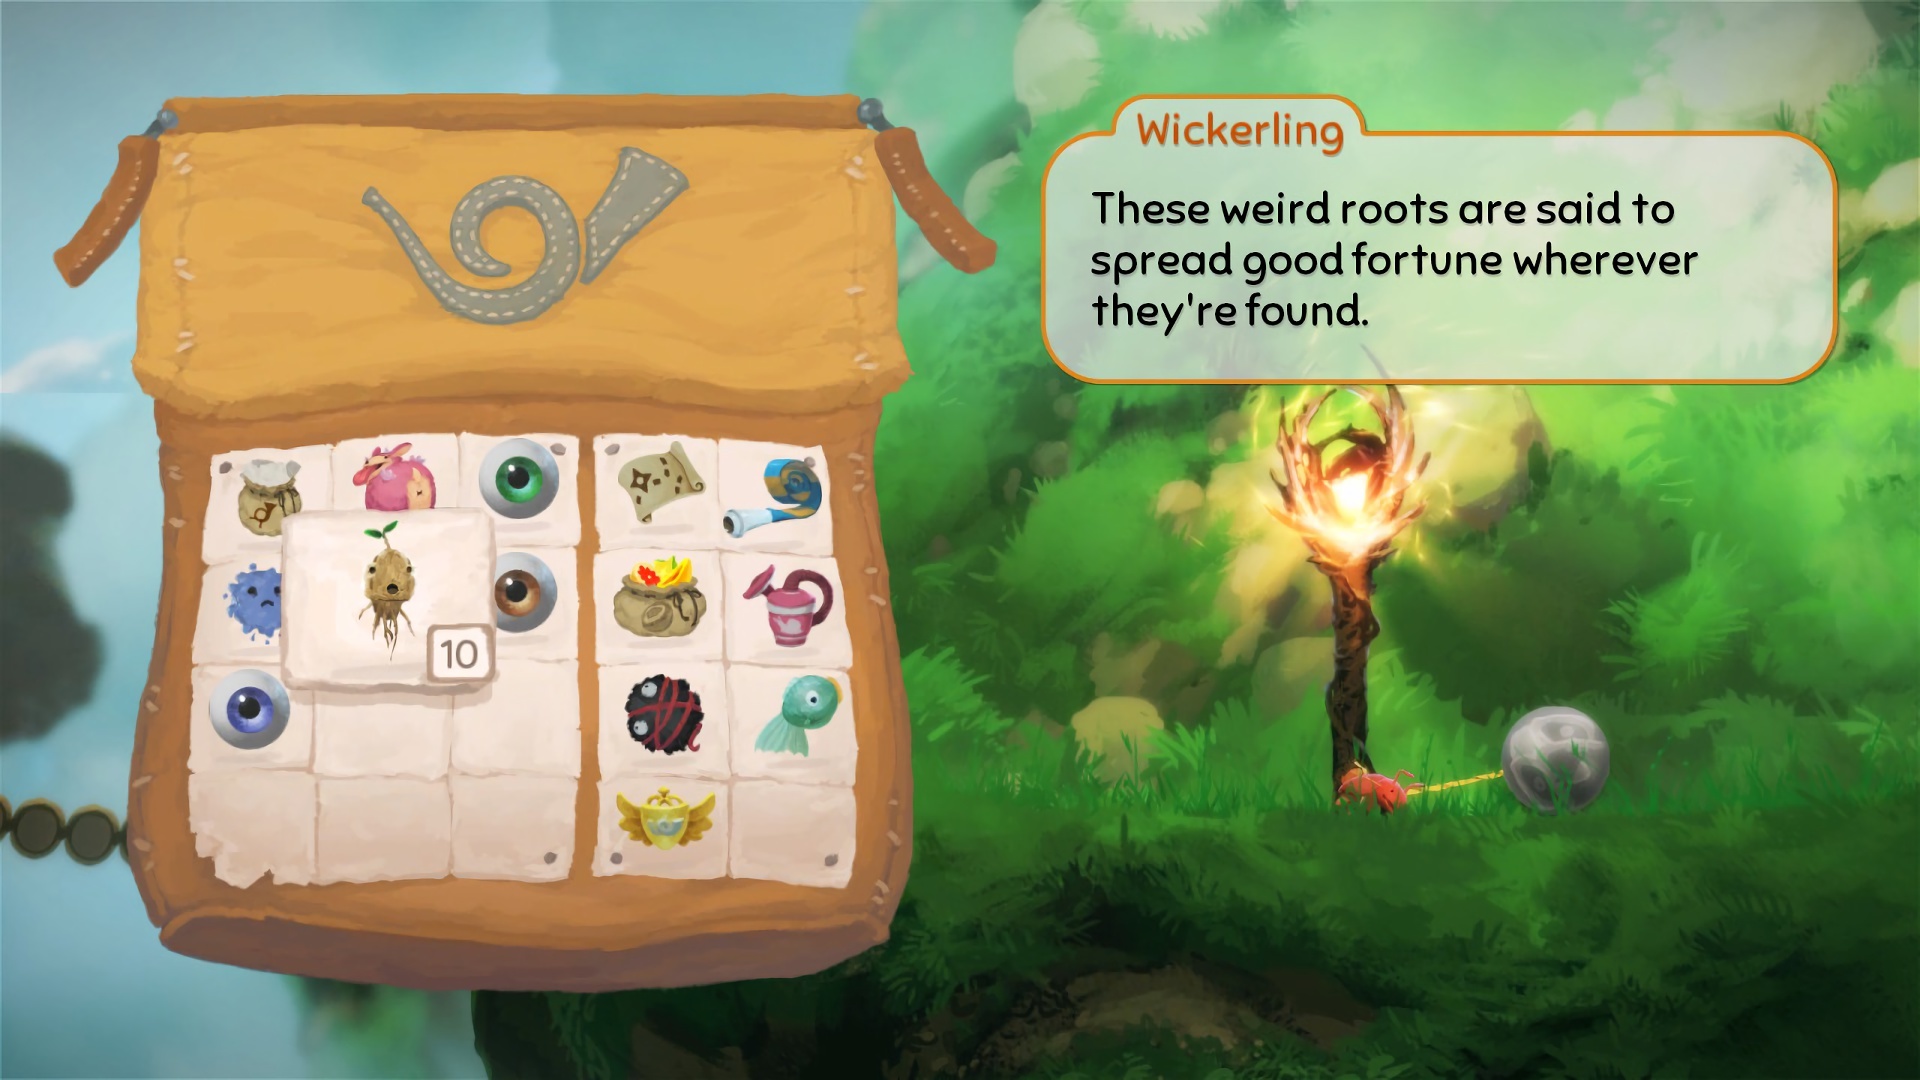 Wickerling
These weird roots are said to
spread good fortune wherever
they're found.
10